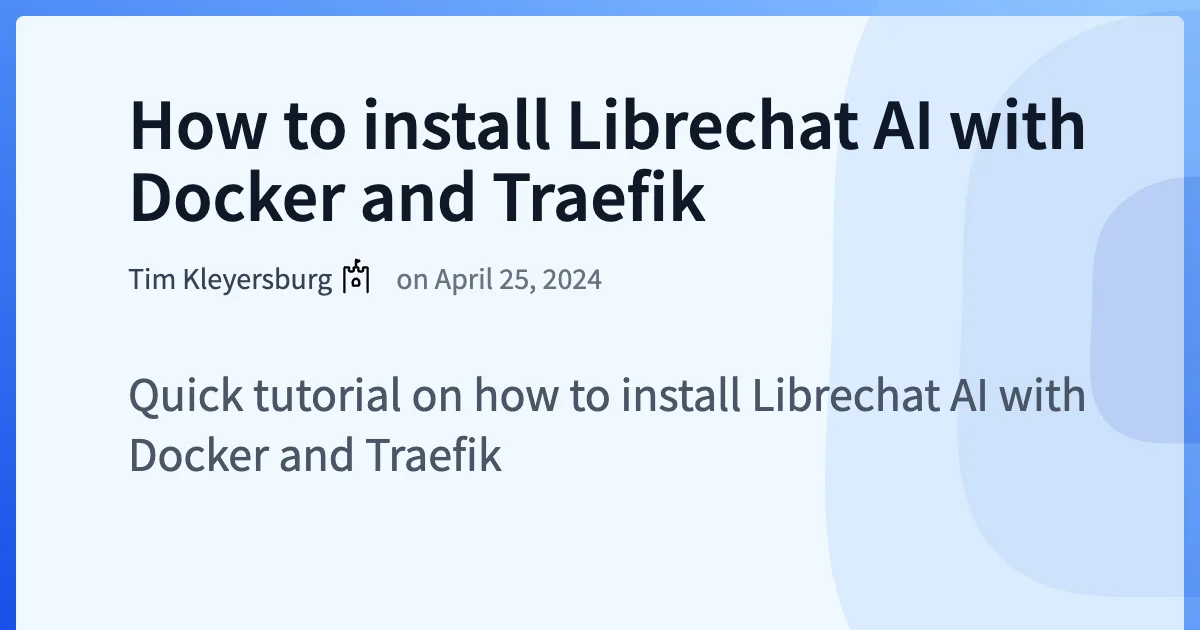 How to install Librechat AI with
Docker and Traefik
Tim Kleyersburg on April 25, 2024
Quick tutorial on how to install Librechat AI with
Docker and Traefik